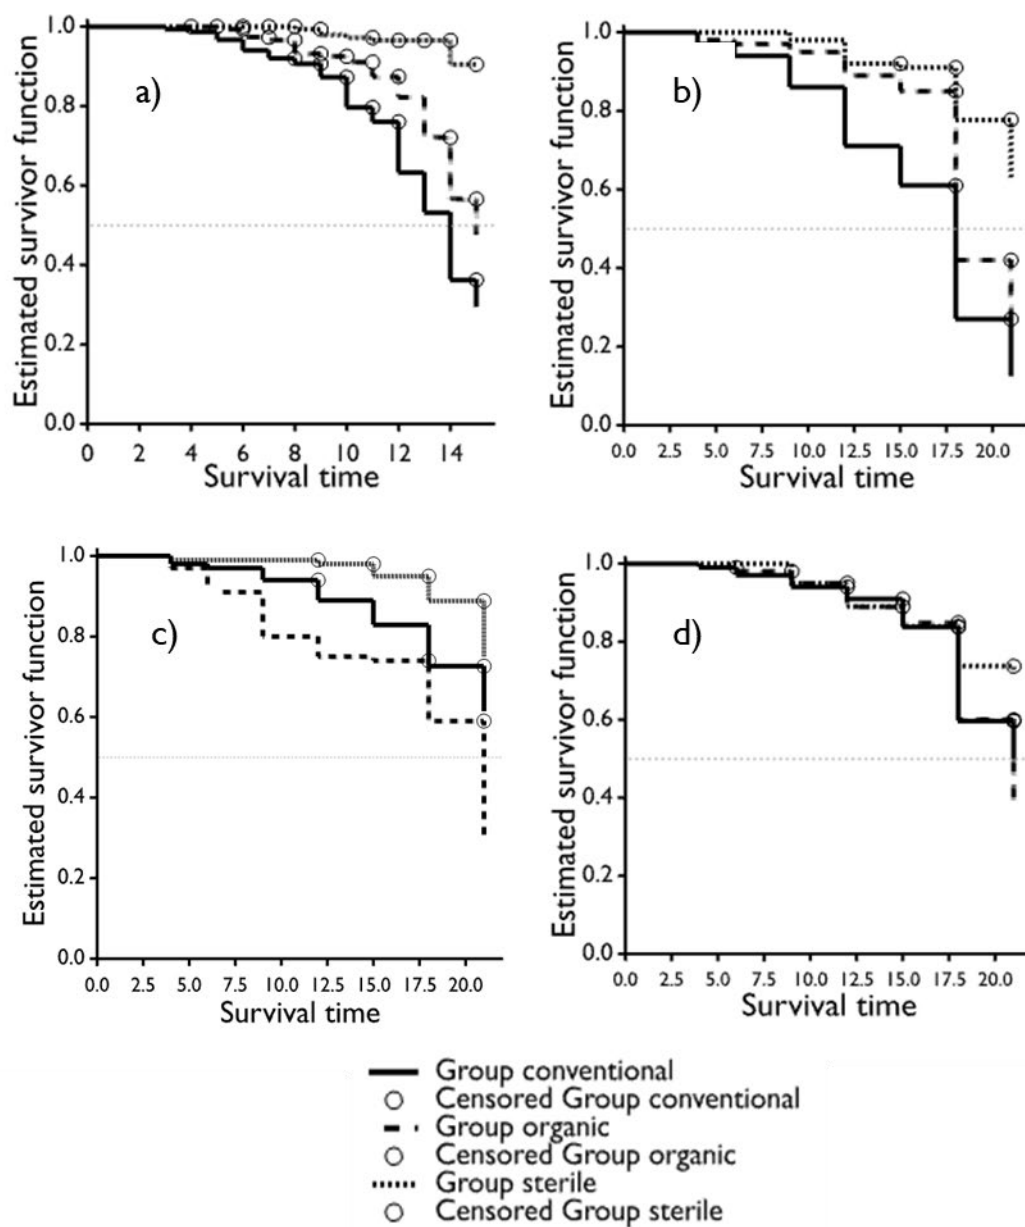 1.0
0.8
0.6
0.4
0.2
0.0
Estimated survivor function
a)
0 2 4 6 8 10 12 14
Survival time
1.0
0.8
0.6
0.4
0.2
0.0
Estimated survivor function
b)
0.0 2.5 5.0 7.5 10.0 12.5 15.0 17.5 20.0
Survival time
1.0
0.8
0.6
0.4
0.2
0.0
Estimated survivor function
c)
0.0 2.5 5.0 7.5 10.0 12.5 15.0 17.5 20.0
Survival time
1.0
0.8
0.6
0.4
0.2
0.0
Estimated survivor function
d)
0.0 2.5 5.0 7.5 10.0 12.5 15.0 17.5 20.0
Survival time
Group conventional
Censored Group conventional
Group organic
Censored Group organic
Group sterile
Censored Group sterile